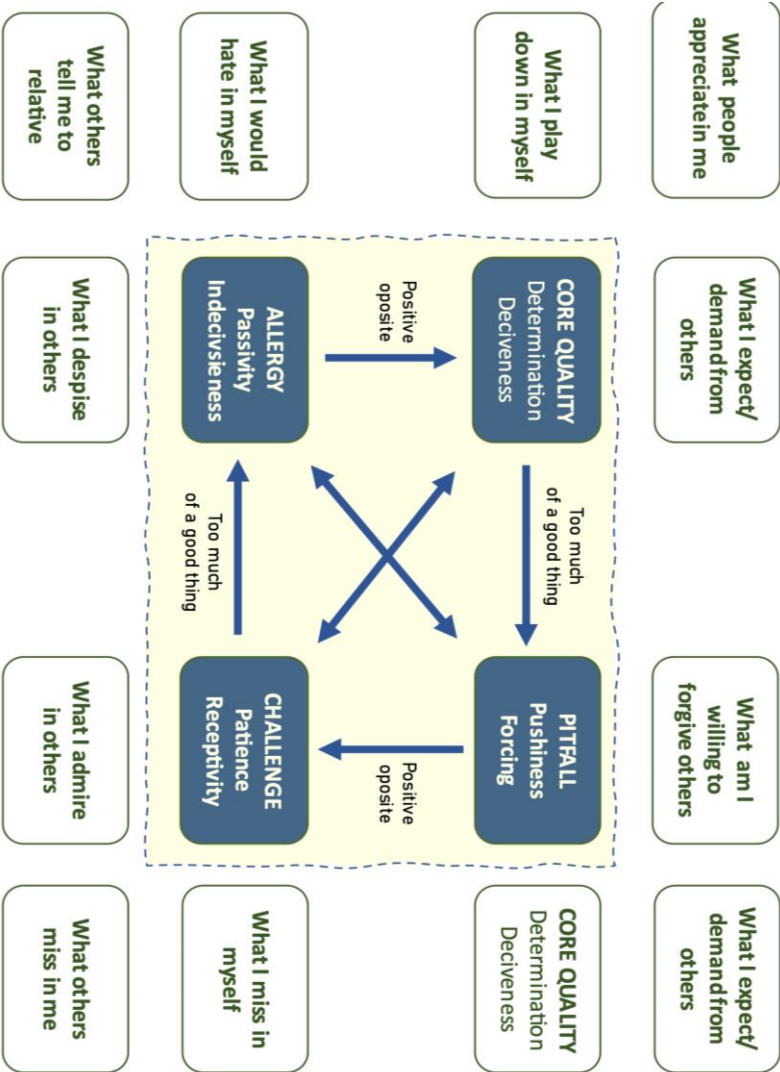 What people
appreciatein me
What I expect/
demandfrom
others
What am I
willing to
forgive others
What I expect/
demandfrom
others
What I play
down in myself
CORE QUALITY
Determination
Deciveness
Too much
of a good thing
PITFALL
Pushiness
Forcing
CORE QUALITY
Determination
Deciveness
Positive
oposite
Positive
oposite
What I would
hate in myself
ALLERGY
Passivity
Indecivsieness
Too much
of a good thing
CHALLENGE
Patience
Receptivity
What I miss in
myself
What others
tell me to
relative
What I despise
in others
What I admire
in others
What others
miss in me